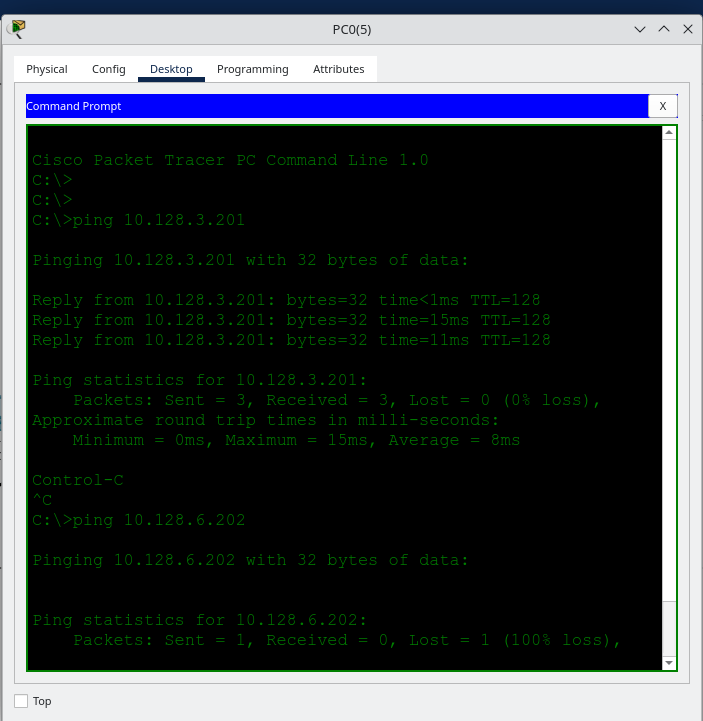 PC0(5)
Physical Config Desktop Programming Attributes
Command Prompt X
Cisco Packet Tracer PC Command Line 1.0
C:\>
C:\>
C:\>ping 10.128.3.201
Pinging 10.128.3.201 with 32 bytes of data:
Reply from 10.128.3.201: bytes=32 time<1ms TTL=128
Reply from 10.128.3.201: bytes=32 time=15ms TTL=128
Reply from 10.128.3.201: bytes=32 time=11ms TTL=128
Ping statistics for 10.128.3.201:
Packets: Sent = 3, Received = 3, Lost = 0 (0% loss),
Approximate round trip times in milli-seconds:
Minimum = 0ms, Maximum = 15ms, Average = 8ms
Control-C
^C
C:\>ping 10.128.6.202
Pinging 10.128.6.202 with 32 bytes of data:
Ping statistics for 10.128.6.202:
Packets: Sent = 1, Received = 0, Lost = 1 (100% loss),
Top